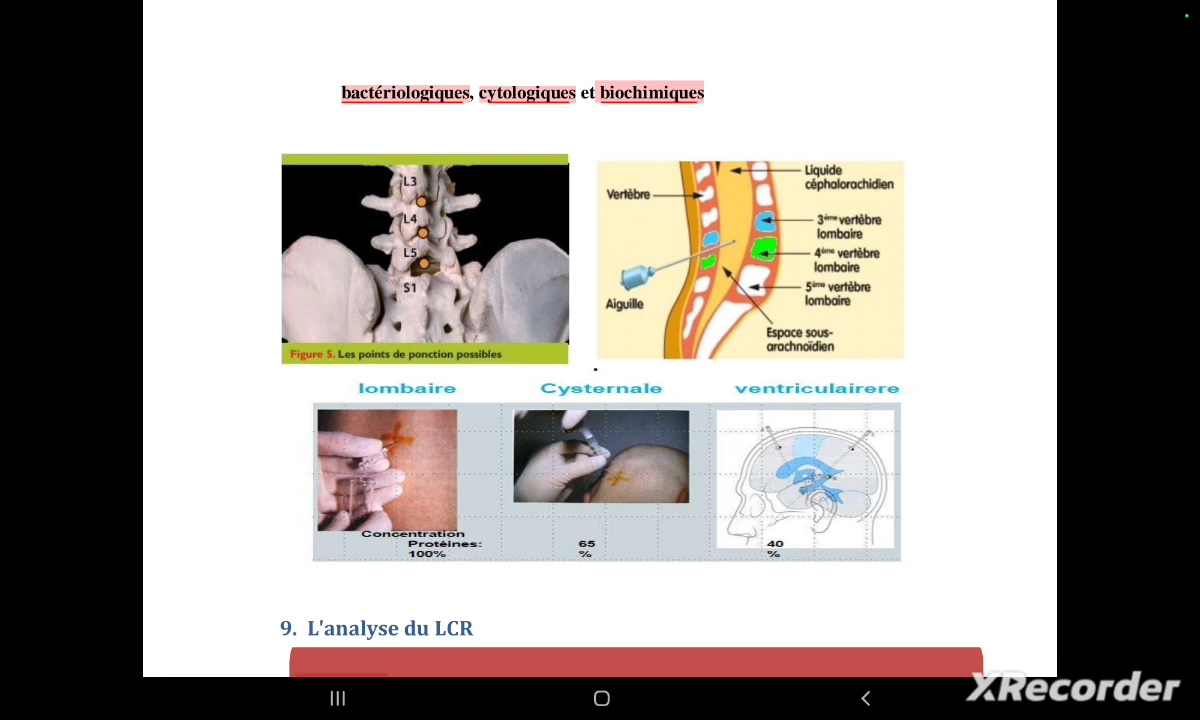 bactériologiques, cytologiques et biochimiques
L3
L4
L5
S1
Figure 5. Les points de ponction possibles
Liquide
céphalorachidien
Vertèbre
3ème vertèbre
lombaire
4ème vertèbre
lombaire
5ème vertèbre
lombaire
Aiguille
Espace sous-
arachnoïdien
lombaire
Cysternale
ventriculairere
Concentration
Protéines:
100%
65
%
40
%
9. L'analyse du LCR
XRecorder